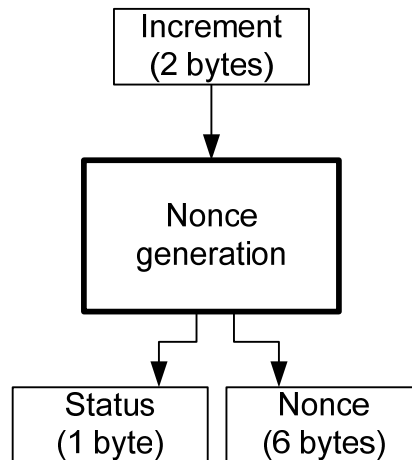 Increment
(2 bytes)
Nonce
generation
Status
(1 byte)
Nonce
(6 bytes)